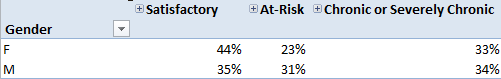 Satisfactory At-Risk Chronic or Severely Chronic
Gender
F 44% 23% 33%
M 35% 31% 34%